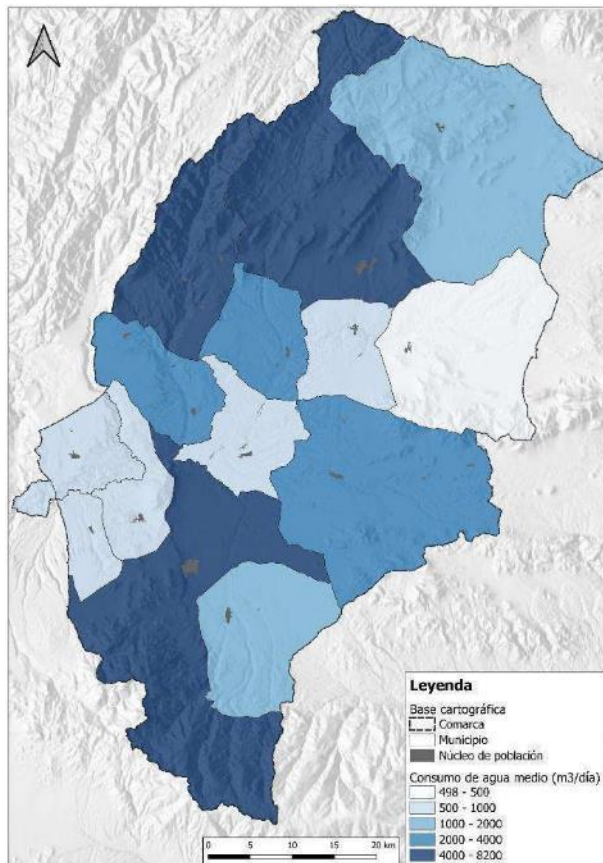 Leyenda
Base cartográfica
Comarca
Municipio
Núcleo de población
Consumo de agua medio (m3/día)
498 - 500
500 - 1000
1000 - 2000
2000 - 4000
4000 - 8200
0 5 10 15 20 km